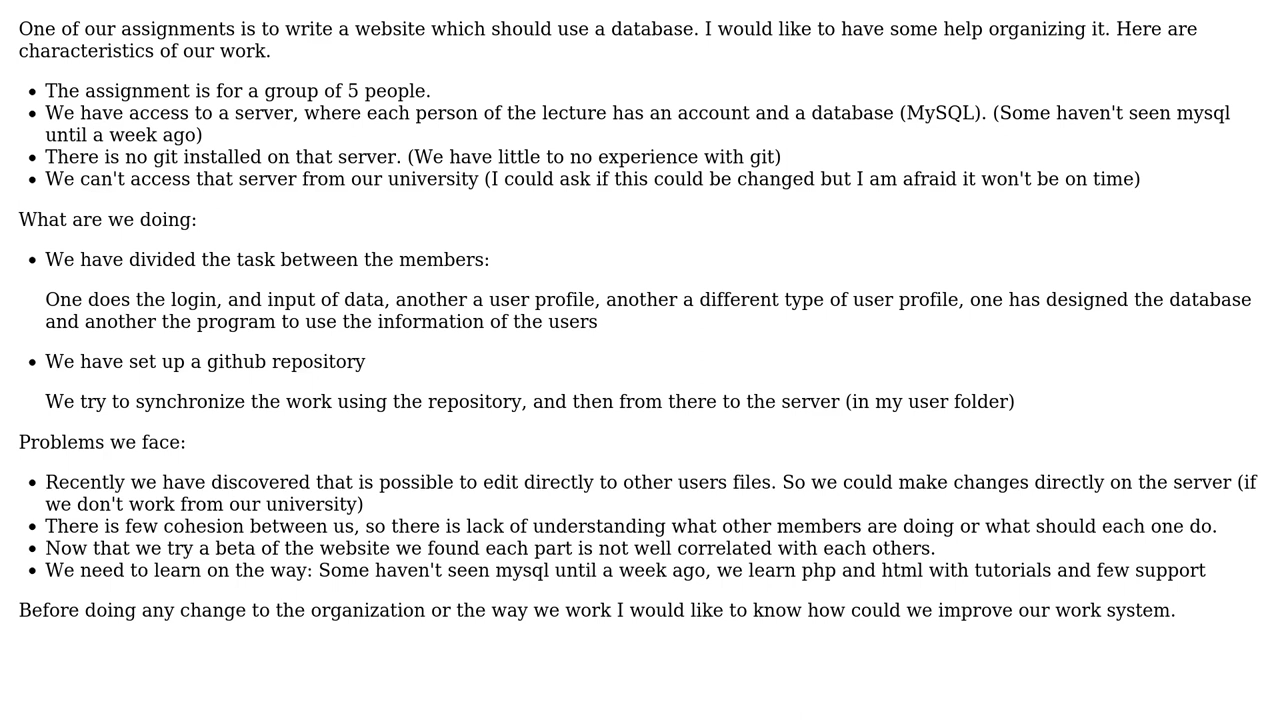 One of our assignments is to write a website which should use a database. I would like to have some help organizing it. Here are
characteristics of our work.
• The assignment is for a group of 5 people.
• We have access to a server, where each person of the lecture has an account and a database (MySQL). (Some haven't seen mysql
until a week ago)
• There is no git installed on that server. (We have little to no experience with git)
• We can't access that server from our university (I could ask if this could be changed but I am afraid it won't be on time)
What are we doing:
• We have divided the task between the members:
One does the login, and input of data, another a user profile, another a different type of user profile, one has designed the database
and another the program to use the information of the users
• We have set up a github repository
We try to synchronize the work using the repository, and then from there to the server (in my user folder)
Problems we face:
• Recently we have discovered that is possible to edit directly to other users files. So we could make changes directly on the server (if
we don't work from our university)
• There is few cohesion between us, so there is lack of understanding what other members are doing or what should each one do.
• Now that we try a beta of the website we found each part is not well correlated with each others.
• We need to learn on the way: Some haven't seen mysql until a week ago, we learn php and html with tutorials and few support
Before doing any change to the organization or the way we work I would like to know how could we improve our work system.